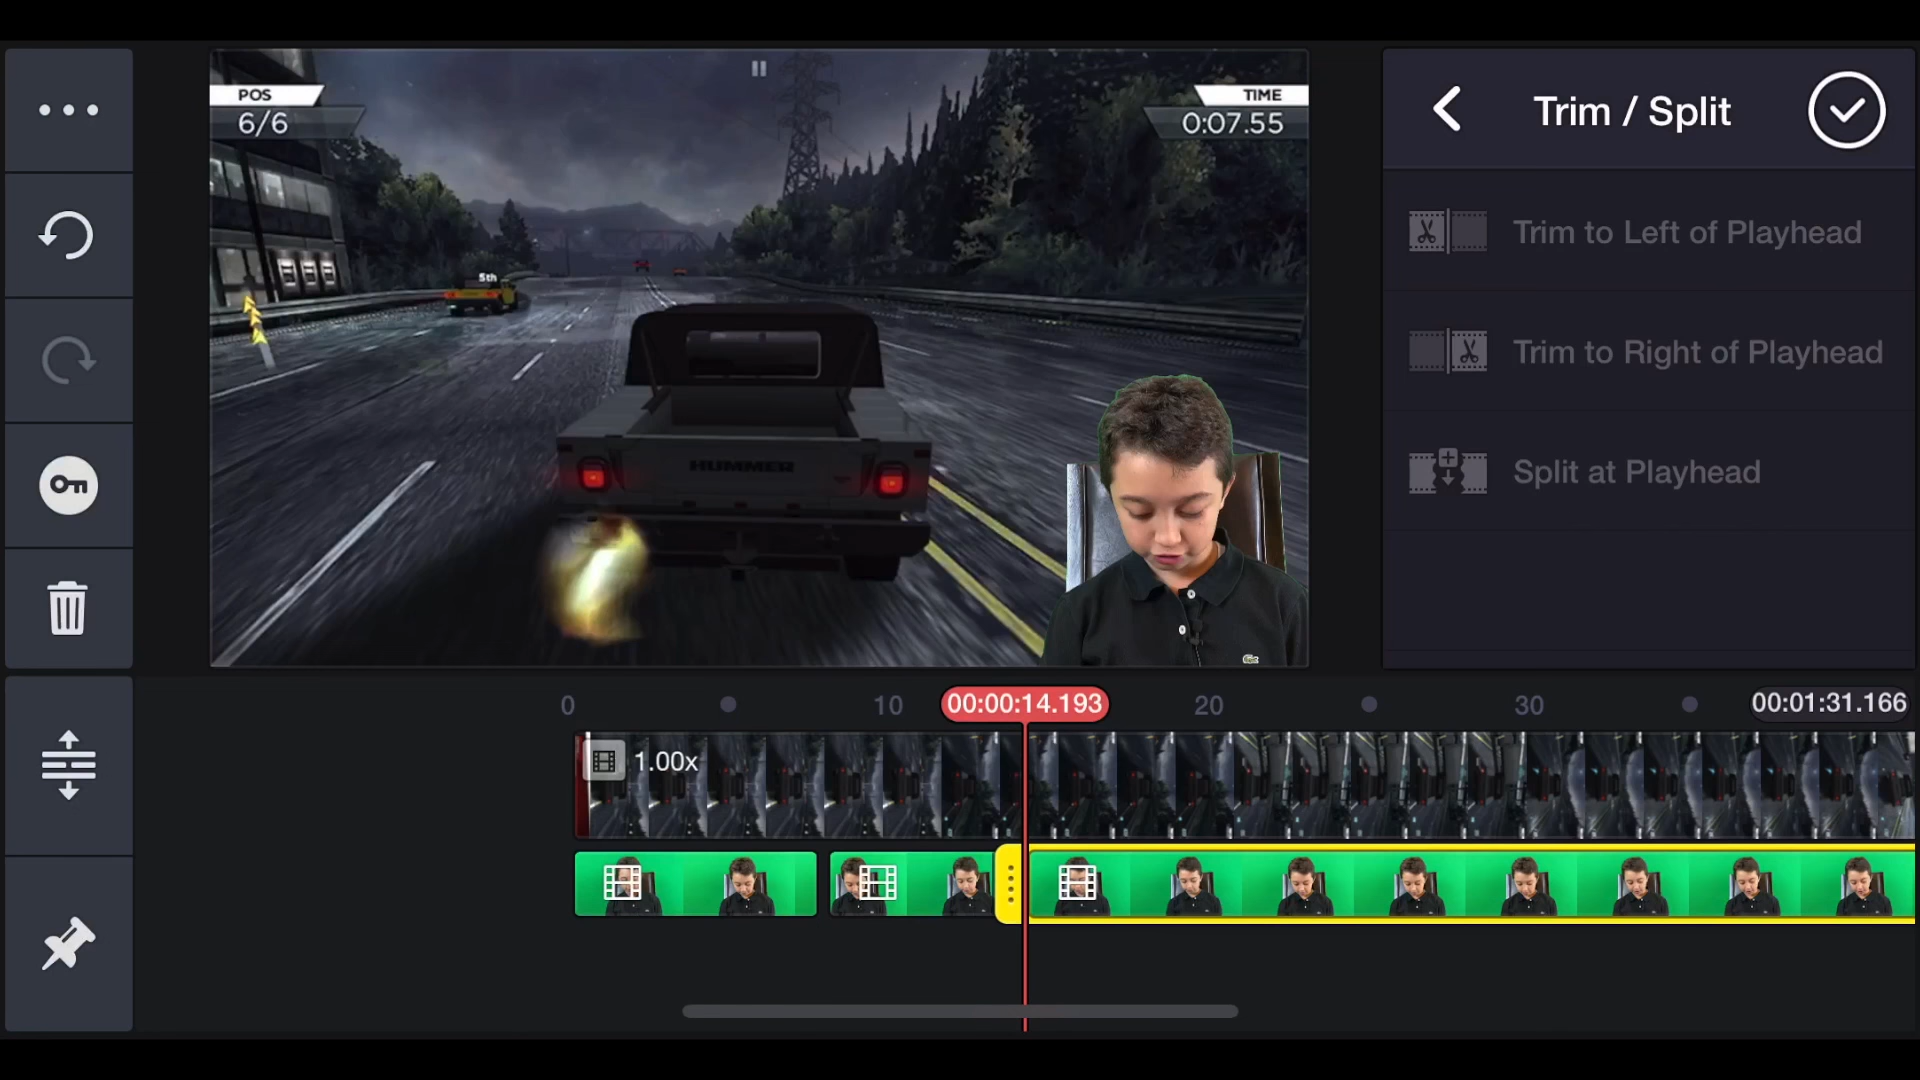 POS
6/6
TIME
0:07.55
5th
HUMMER
Trim / Split
Trim to Left of Playhead
Trim to Right of Playhead
Split at Playhead
0
10
00:00:14.193
20
30
00:01:31.166
1.00x